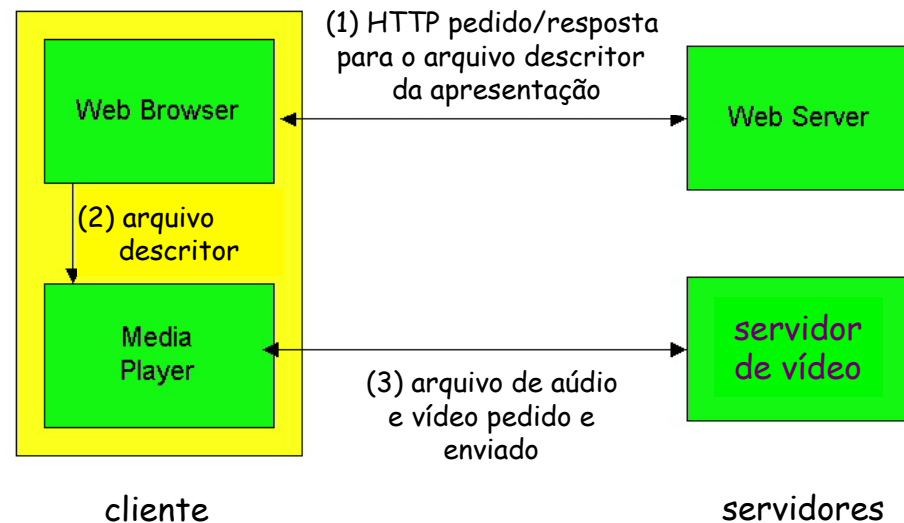 (1) HTTP pedido/resposta
para o arquivo descritor
da apresentação
Web Browser
Web Server
(2) arquivo
descritor
Media
Player
servidor
de vídeo
(3) arquivo de aúdio
e vídeo pedido e
enviado
cliente
servidores